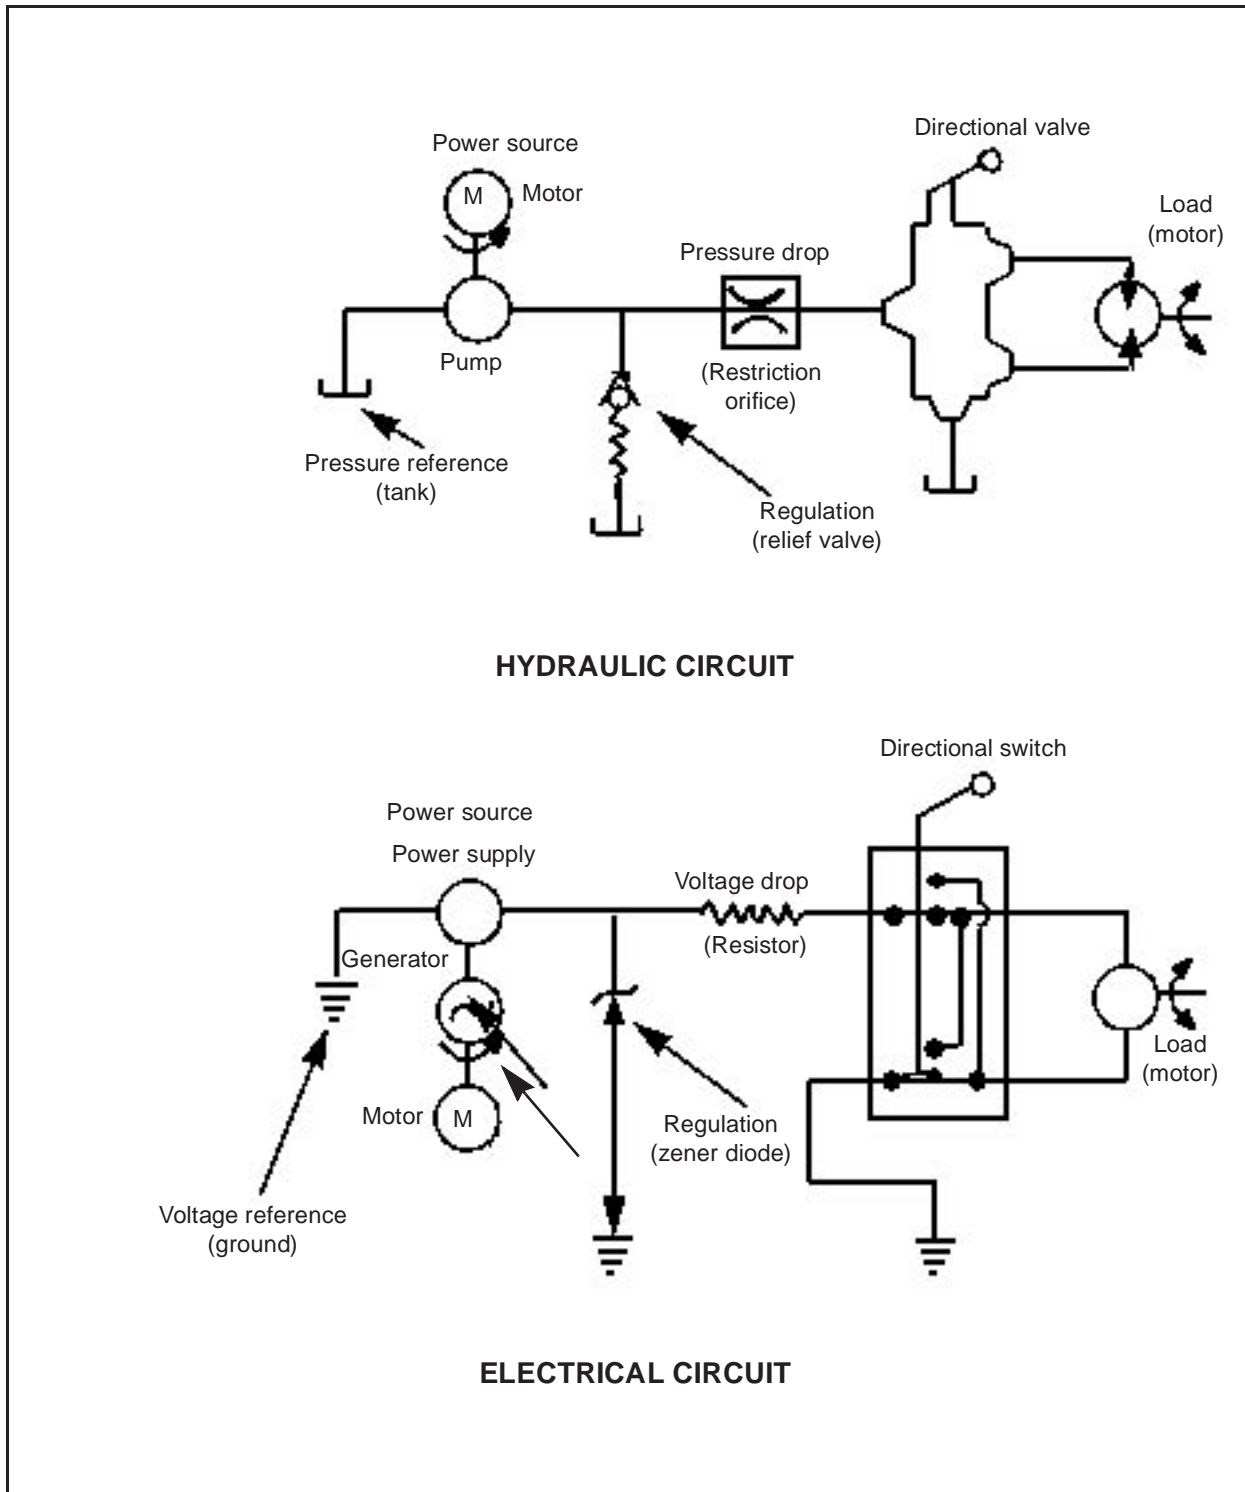 Directional valve
Power source
M
Motor
Load
(motor)
Pressure drop
Pump
(Restriction
orifice)
Pressure reference
(tank)
Regulation
(relief valve)
HYDRAULIC CIRCUIT
Directional switch
Power source
Power supply
Voltage drop
(Resistor)
Generator
Load
(motor)
Motor
M
Regulation
(zener diode)
Voltage reference
(ground)
ELECTRICAL CIRCUIT